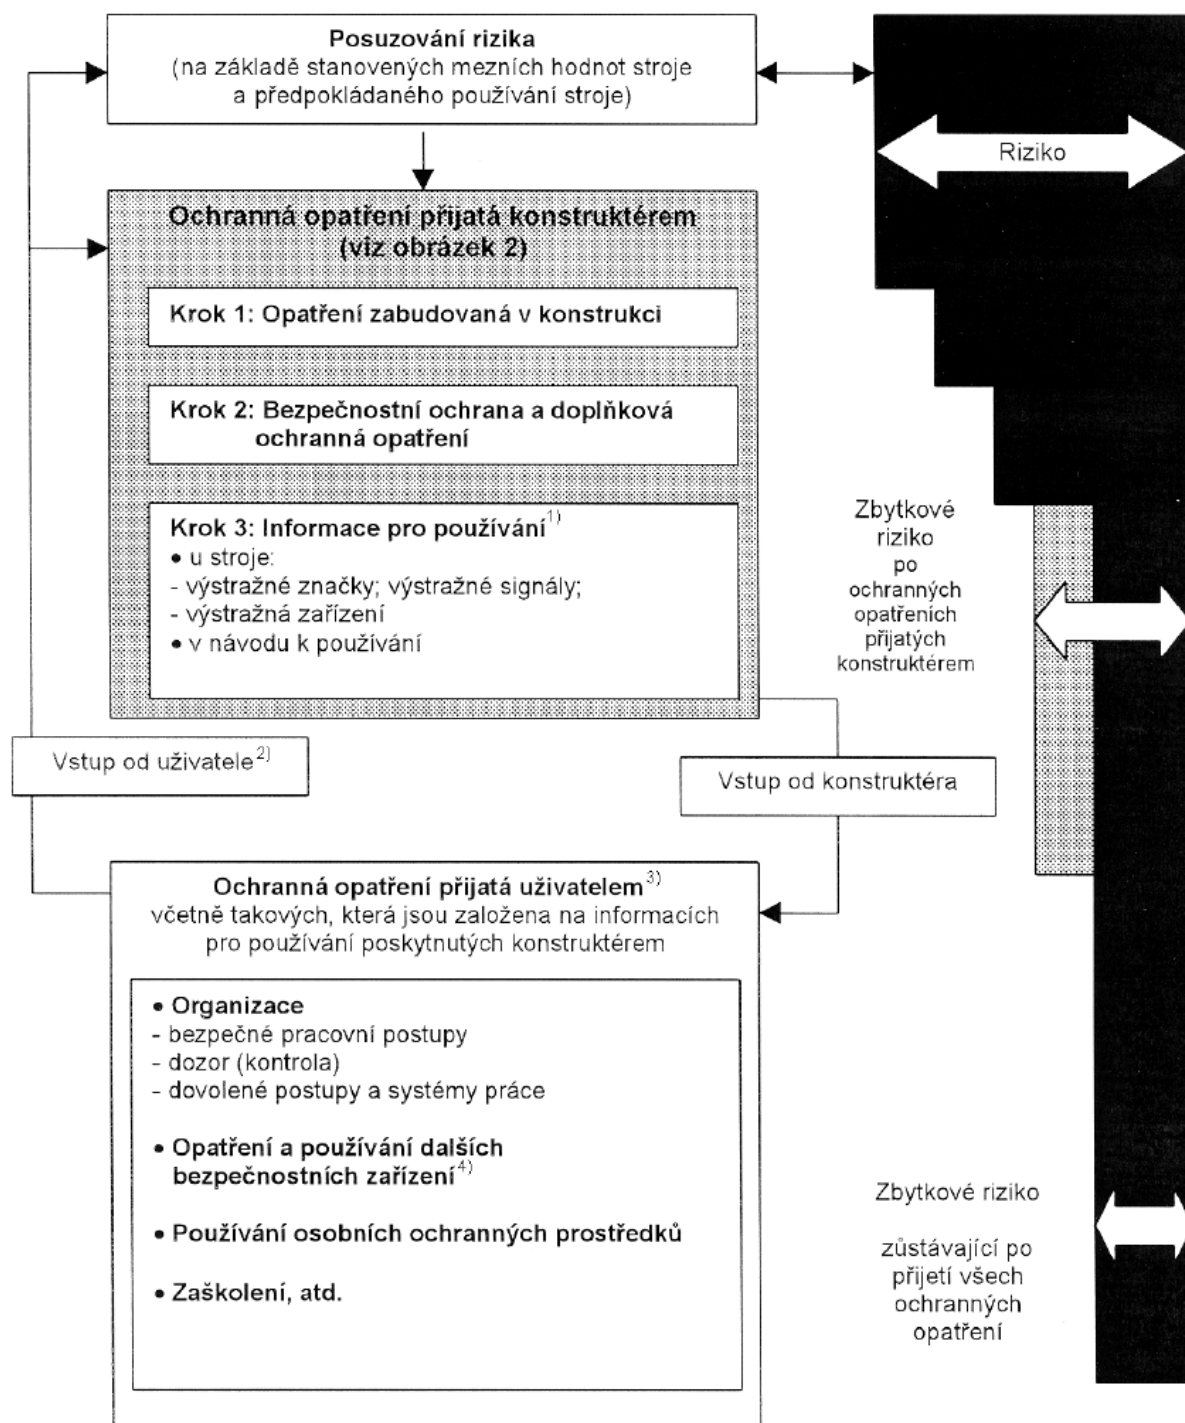 Posuzování rizika
(na základě stanovených mezních hodnot stroje
a předpokládaného používání stroje)
Riziko
Ochranná opatření přijatá konstruktérem
(viz obrázek 2)
Krok 1: Opatření zabudovaná v konstrukci
Krok 2: Bezpečnostní ochrana a doplňková
ochranná opatření
Krok 3: Informace pro používání1)
• u stroje:
- výstražné značky; výstražné signály;
- výstražná zařízení
• v návodu k používání
Zbytkové
riziko
po
ochranných
opatřeních
přijatých
konstruktérem
Vstup od uživatele2)
Vstup od konstruktéra
Ochranná opatření přijatá uživatelem3)
včetně takových, která jsou založena na informacích
pro používání poskytnutých konstruktérem
• Organizace
- bezpečné pracovní postupy
- dozor (kontrola)
- dovolené postupy a systémy práce
• Opatření a používání dalších
bezpečnostních zařízení4)
• Používání osobních ochranných prostředků
• Zaškolení, atd.
Zbytkové riziko
zůstávající po
přijetí všech
ochranných
opatření